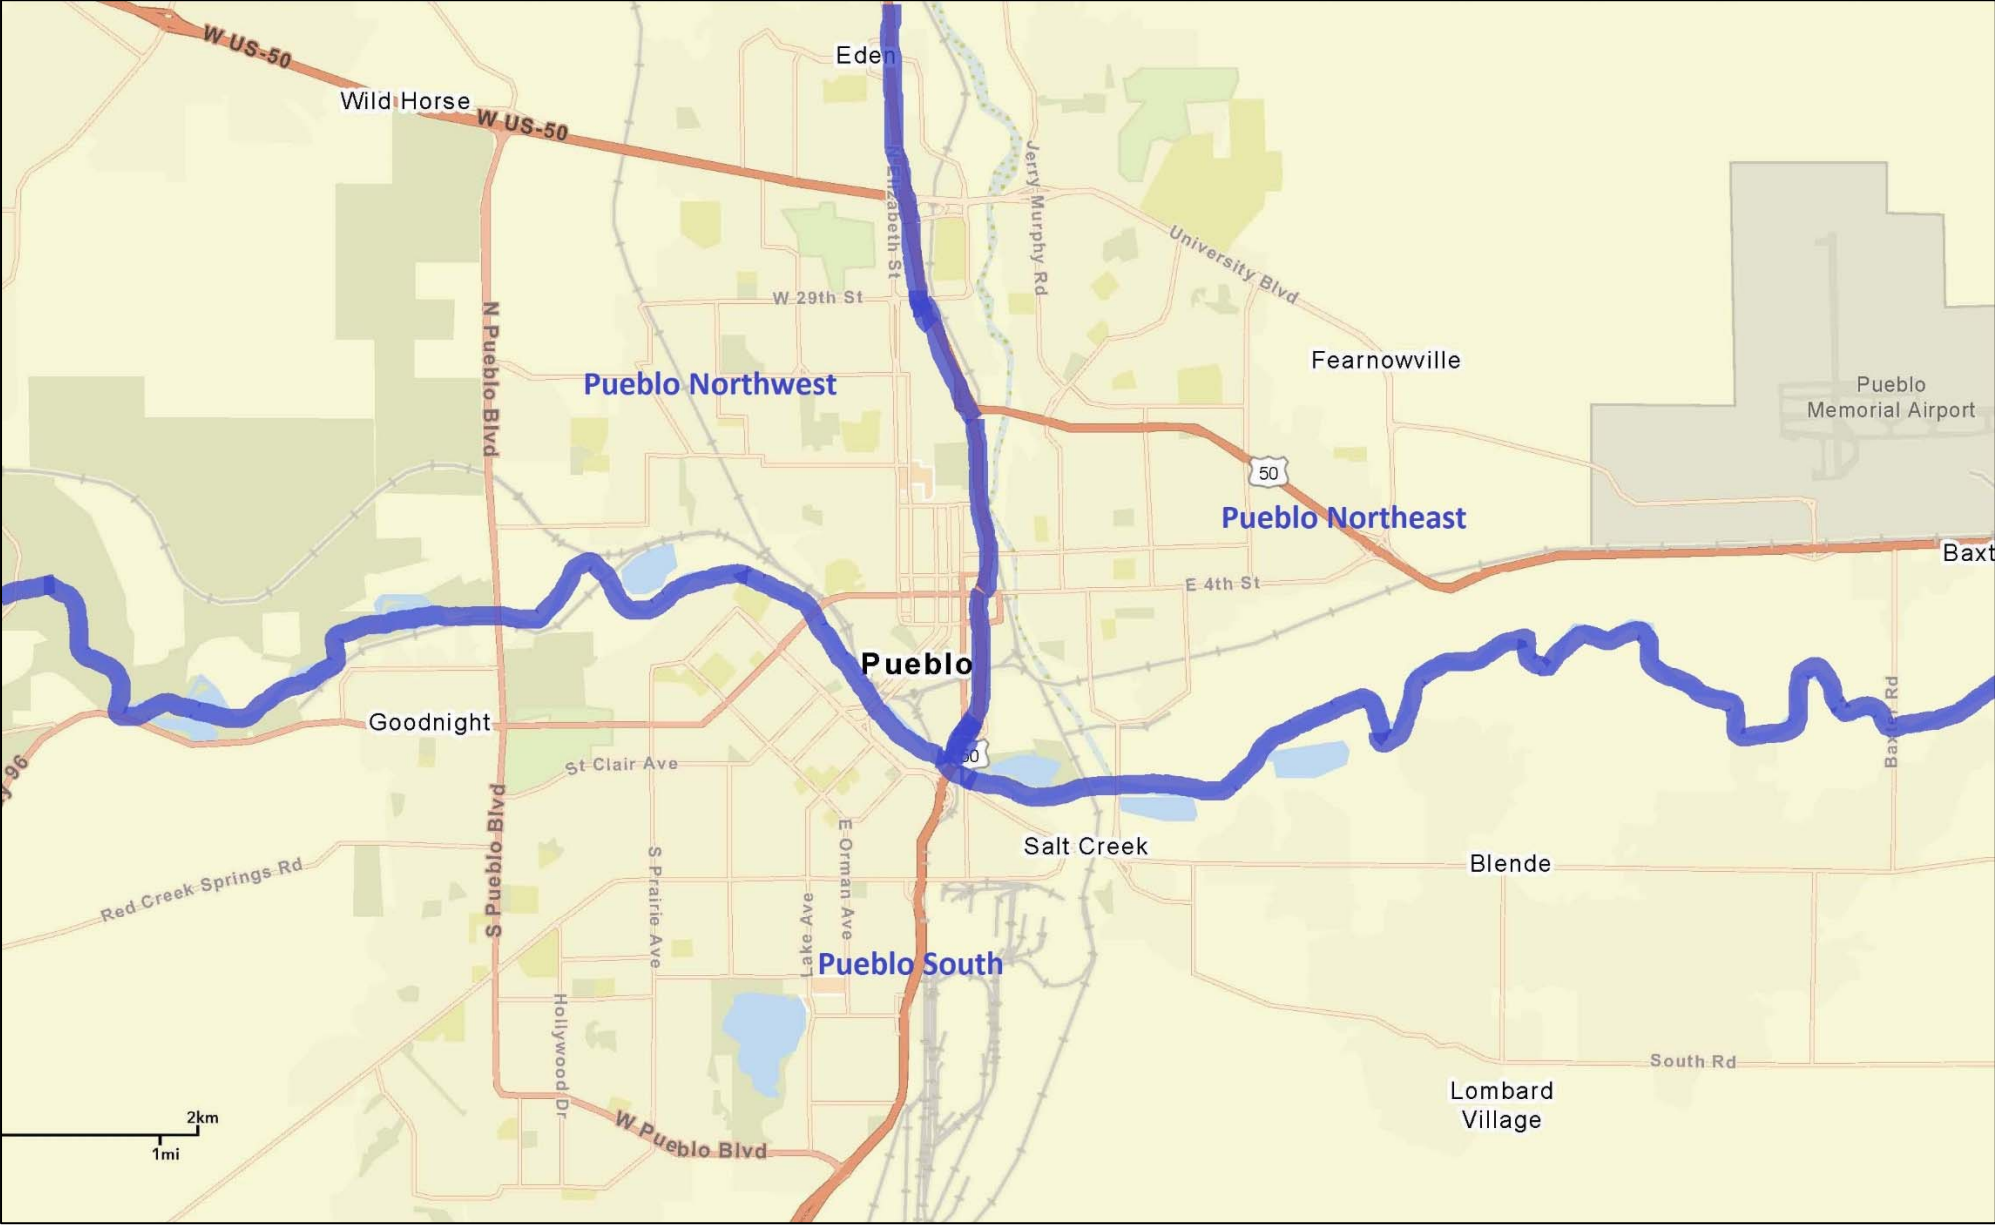 W US-50
Eden
Wild Horse
W US-50
N Elizabeth St
Jerry Murphy Rd
University Blvd
W 29th St
N Pueblo Blvd
Fearnowville
Pueblo
Memorial Airport
Pueblo Northwest
50
Pueblo Northeast
Baxt
E 4th St
Pueblo
Goodnight
50
Baxter Rd
St Clair Ave
96
S Pueblo Blvd
E Orman Ave
Salt Creek
Blende
S Prairie Ave
Red Creek Springs Rd
Lake Ave
Pueblo South
Hollywood Dr
South Rd
Lombard
Village
2km
1mi
W Pueblo Blvd